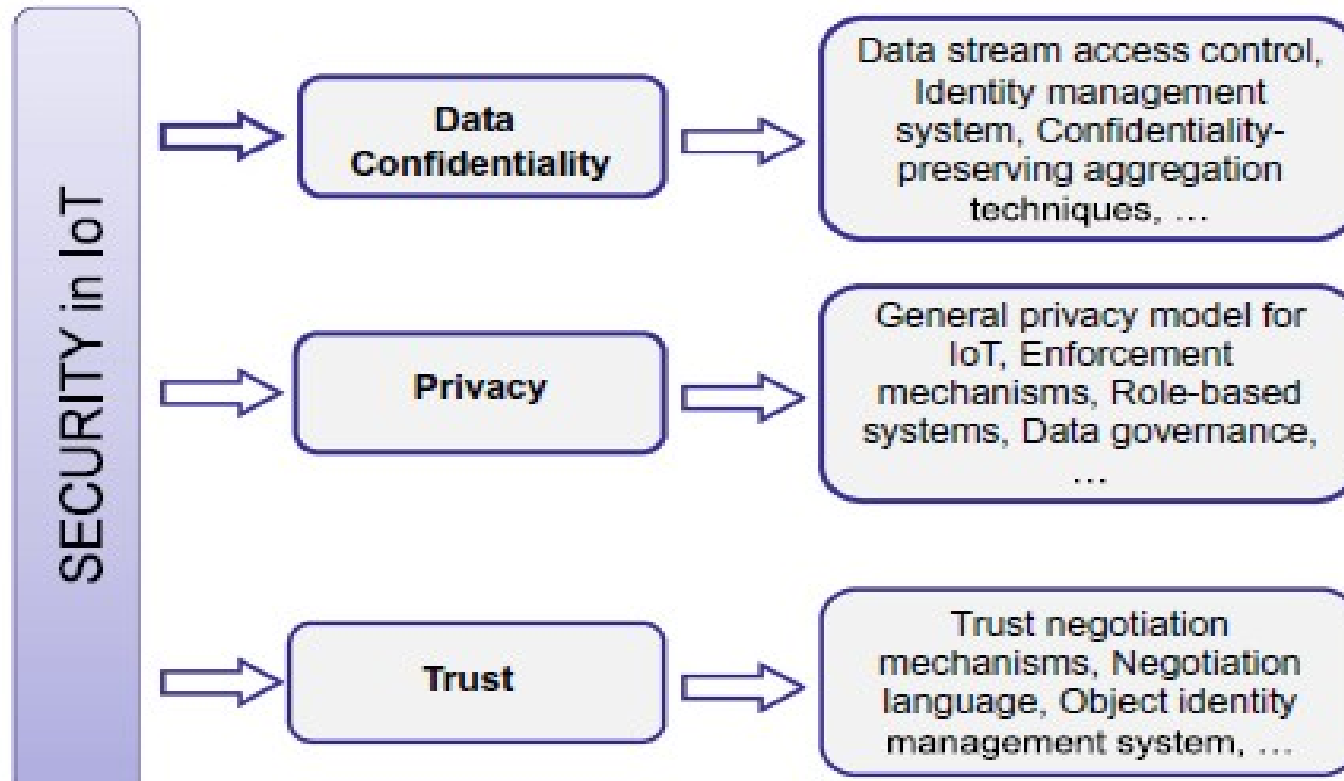 SECURITY in IoT
Data
Confidentiality
Data stream access control,
Identity management
system, Confidentiality-
preserving aggregation
techniques, …
Privacy
General privacy model for
IoT, Enforcement
mechanisms, Role-based
systems, Data governance,
…
Trust
Trust negotiation
mechanisms, Negotiation
language, Object identity
management system, …